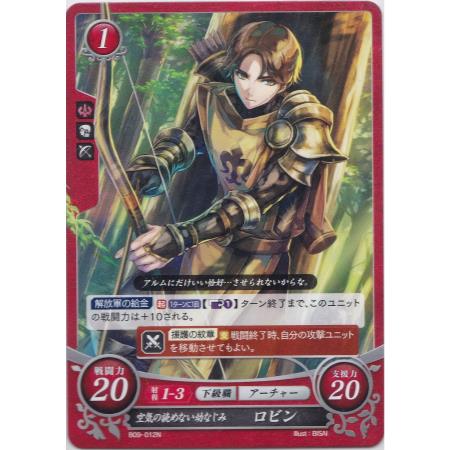 1
アルムにだけいい恰好…させられないからな。
解放軍の給金 起 1ターンに1回 【 1】ターン終了まで、このユニット
の戦闘力は+10される。
援護の紋章 攻 戦闘終了時、自分の攻撃ユニット
を移動させてもよい。
戦闘力
20
射程 1-3 下級職 アーチャー
支援力
20
空気の読めない幼なじみ ロビン
B09-012N
Illust : BISAI